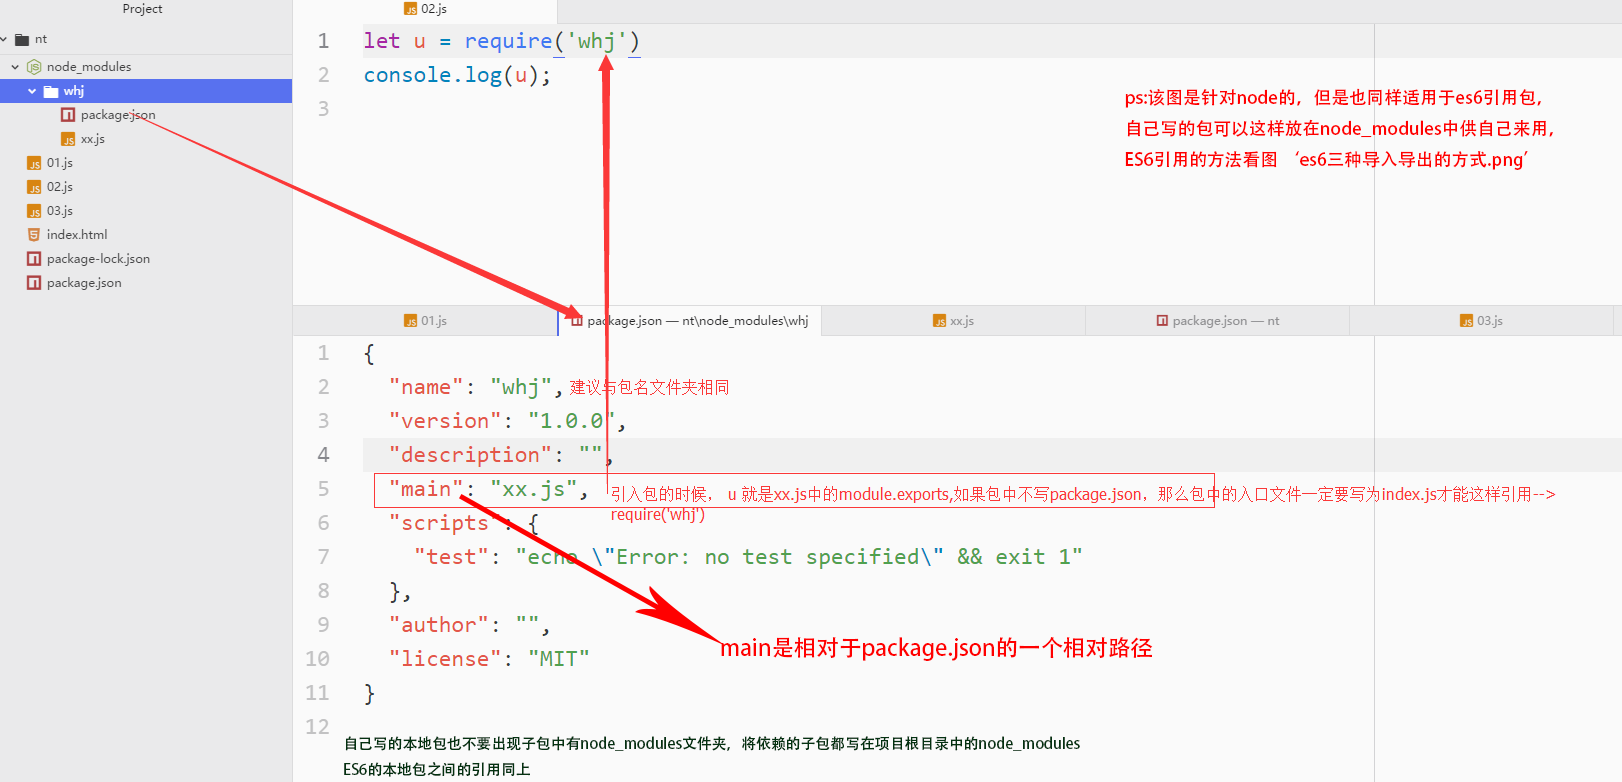 Project
nt
node_modules
whj
package.json
xx.js
01.js
02.js
03.js
index.html
package-lock.json
package.json
02.js
1 let u = require('whj')
2 console.log(u);
3
ps:该图是针对node的，但是也同样适用于es6引用包，
自己写的包可以这样放在node_modules中供自己来用，
ES6引用的方法看图 ‘es6三种导入导出的方式.png’
01.js
package.json — nt\node_modules\whj
xx.js
package.json — nt
03.js
1 {
2 "name": "whj", 建议与包名文件夹相同
3 "version": "1.0.0",
4 "description": "",
5 "main": "xx.js", 引入包的时候， u 就是xx.js中的module.exports,如果包中不写package.json，那么包中的入口文件一定要写为index.js才能这样引用-->
require('whj')
6 "scripts": {
7 "test": "echo \"Error: no test specified\" && exit 1"
8 },
9 "author": "",
10 "license": "MIT"
11 }
12
main是相对于package.json的一个相对路径
自己写的本地包也不要出现子包中有node_modules文件夹，将依赖的子包都写在项目根目录中的node_modules
ES6的本地包之间的引用同上